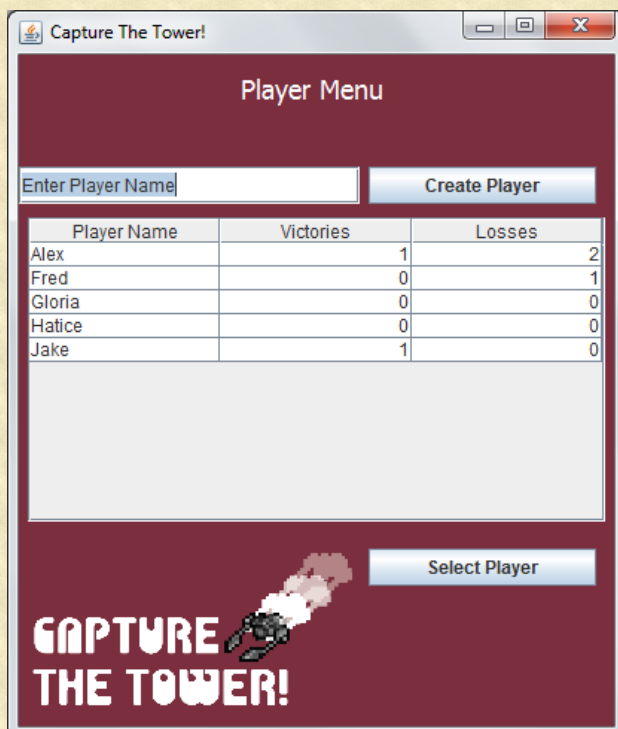 Capture The Tower!
Player Menu
Enter Player Name Create Player
Player Name Victories Losses
Alex 1 2
Fred 0 1
Gloria 0 0
Hatice 0 0
Jake 1 0
Select Player
CAPTURE
THE TOWER!